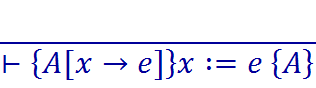 ⊢ {A[x → e]}x := e {A}